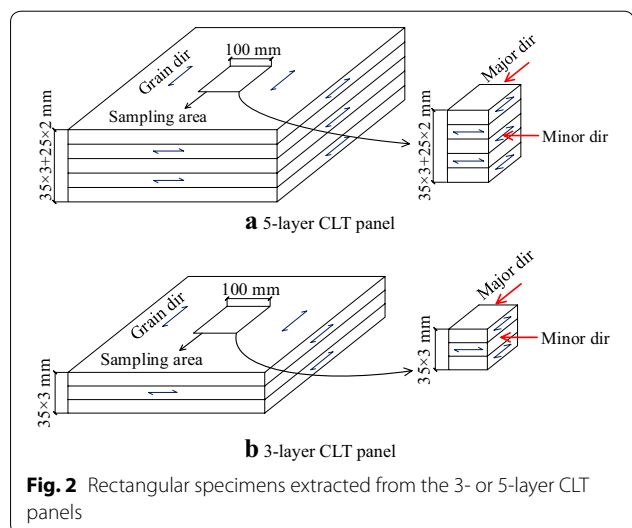 100 mm
Grain dir
Sampling area
35×3+25×2 mm
Major dir
35×3+25×2 mm
Minor dir
a 5-layer CLT panel
100 mm
Grain dir
Sampling area
35×3 mm
Major dir
35×3 mm
Minor dir
b 3-layer CLT panel
Fig. 2 Rectangular specimens extracted from the 3- or 5-layer CLT
panels